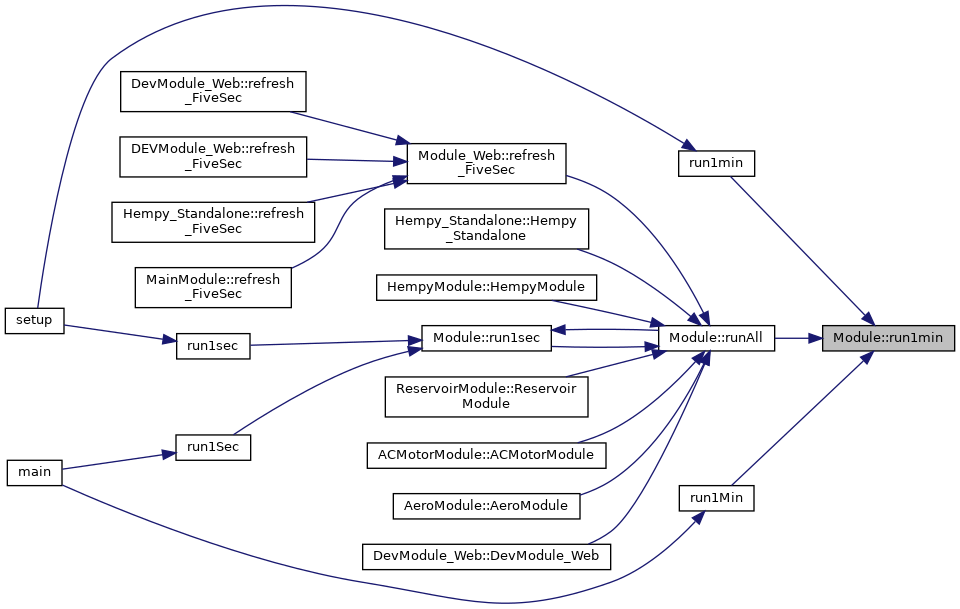 DevModule_Web::refresh
_FiveSec
DEVModule_Web::refresh
_FiveSec
Hempy_Standalone::refresh
_FiveSec
MainModule::refresh
_FiveSec
setup
run1sec
run1Sec
main
Module_Web::refresh
_FiveSec
Hempy_Standalone::Hempy
_Standalone
HempyModule::HempyModule
Module::run1sec
ReservoirModule::Reservoir
Module
ACMotorModule::ACMotorModule
AeroModule::AeroModule
DevModule_Web::DevModule_Web
run1min
Module::runAll
run1Min
Module::run1min